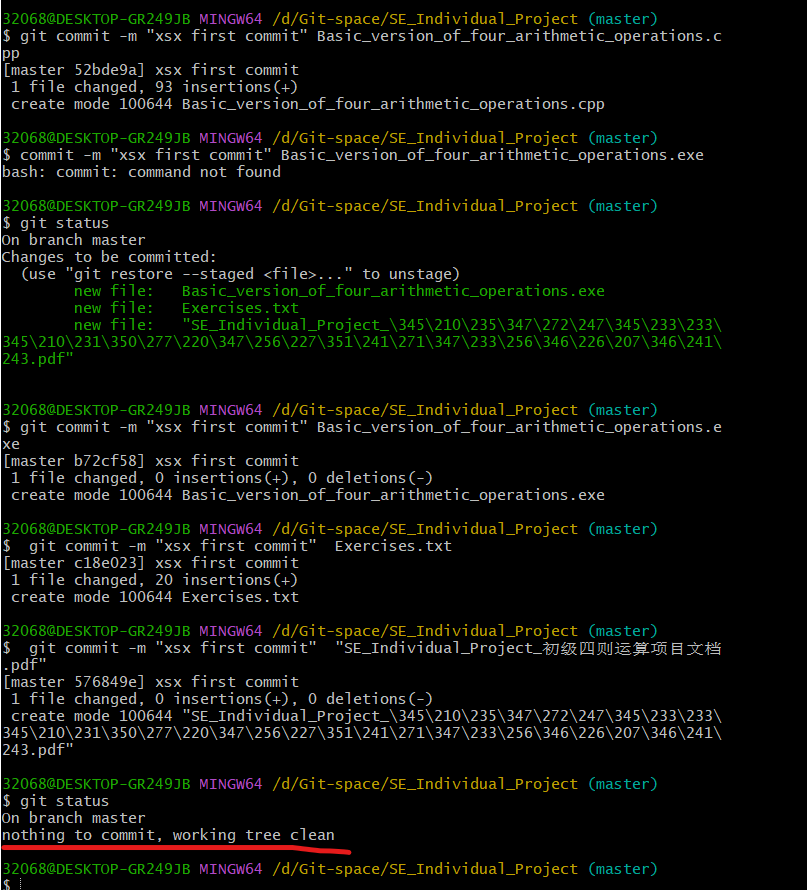 32068@DESKTOP-GR249JB MINGW64 /d/Git-space/SE_Individual_Project (master)
$ git commit -m "xsx first commit" Basic_version_of_four_arithmetic_operations.c
pp
[master 52bde9a] xsx first commit
 1 file changed, 93 insertions(+)
 create mode 100644 Basic_version_of_four_arithmetic_operations.cpp
32068@DESKTOP-GR249JB MINGW64 /d/Git-space/SE_Individual_Project (master)
$ commit -m "xsx first commit" Basic_version_of_four_arithmetic_operations.exe
bash: commit: command not found
32068@DESKTOP-GR249JB MINGW64 /d/Git-space/SE_Individual_Project (master)
$ git status
On branch master
Changes to be committed:
  (use "git restore --staged <file>..." to unstage)
        new file:   Basic_version_of_four_arithmetic_operations.exe
        new file:   Exercises.txt
        new file:   "SE_Individual_Project_\345\210\235\347\272\247\345\233\233\
345\210\231\350\277\220\347\256\227\351\241\271\347\233\256\346\226\207\346\241\
243.pdf"
32068@DESKTOP-GR249JB MINGW64 /d/Git-space/SE_Individual_Project (master)
$ git commit -m "xsx first commit" Basic_version_of_four_arithmetic_operations.e
xe
[master b72cf58] xsx first commit
 1 file changed, 0 insertions(+), 0 deletions(-)
 create mode 100644 Basic_version_of_four_arithmetic_operations.exe
32068@DESKTOP-GR249JB MINGW64 /d/Git-space/SE_Individual_Project (master)
$  git commit -m "xsx first commit"  Exercises.txt
[master c18e023] xsx first commit
 1 file changed, 20 insertions(+)
 create mode 100644 Exercises.txt
32068@DESKTOP-GR249JB MINGW64 /d/Git-space/SE_Individual_Project (master)
$  git commit -m "xsx first commit"  "SE_Individual_Project_初级四则运算项目文档
.pdf"
[master 576849e] xsx first commit
 1 file changed, 0 insertions(+), 0 deletions(-)
 create mode 100644 "SE_Individual_Project_\345\210\235\347\272\247\345\233\233\
345\210\231\350\277\220\347\256\227\351\241\271\347\233\256\346\226\207\346\241\
243.pdf"
32068@DESKTOP-GR249JB MINGW64 /d/Git-space/SE_Individual_Project (master)
$ git status
On branch master
nothing to commit, working tree clean
32068@DESKTOP-GR249JB MINGW64 /d/Git-space/SE_Individual_Project (master)
$